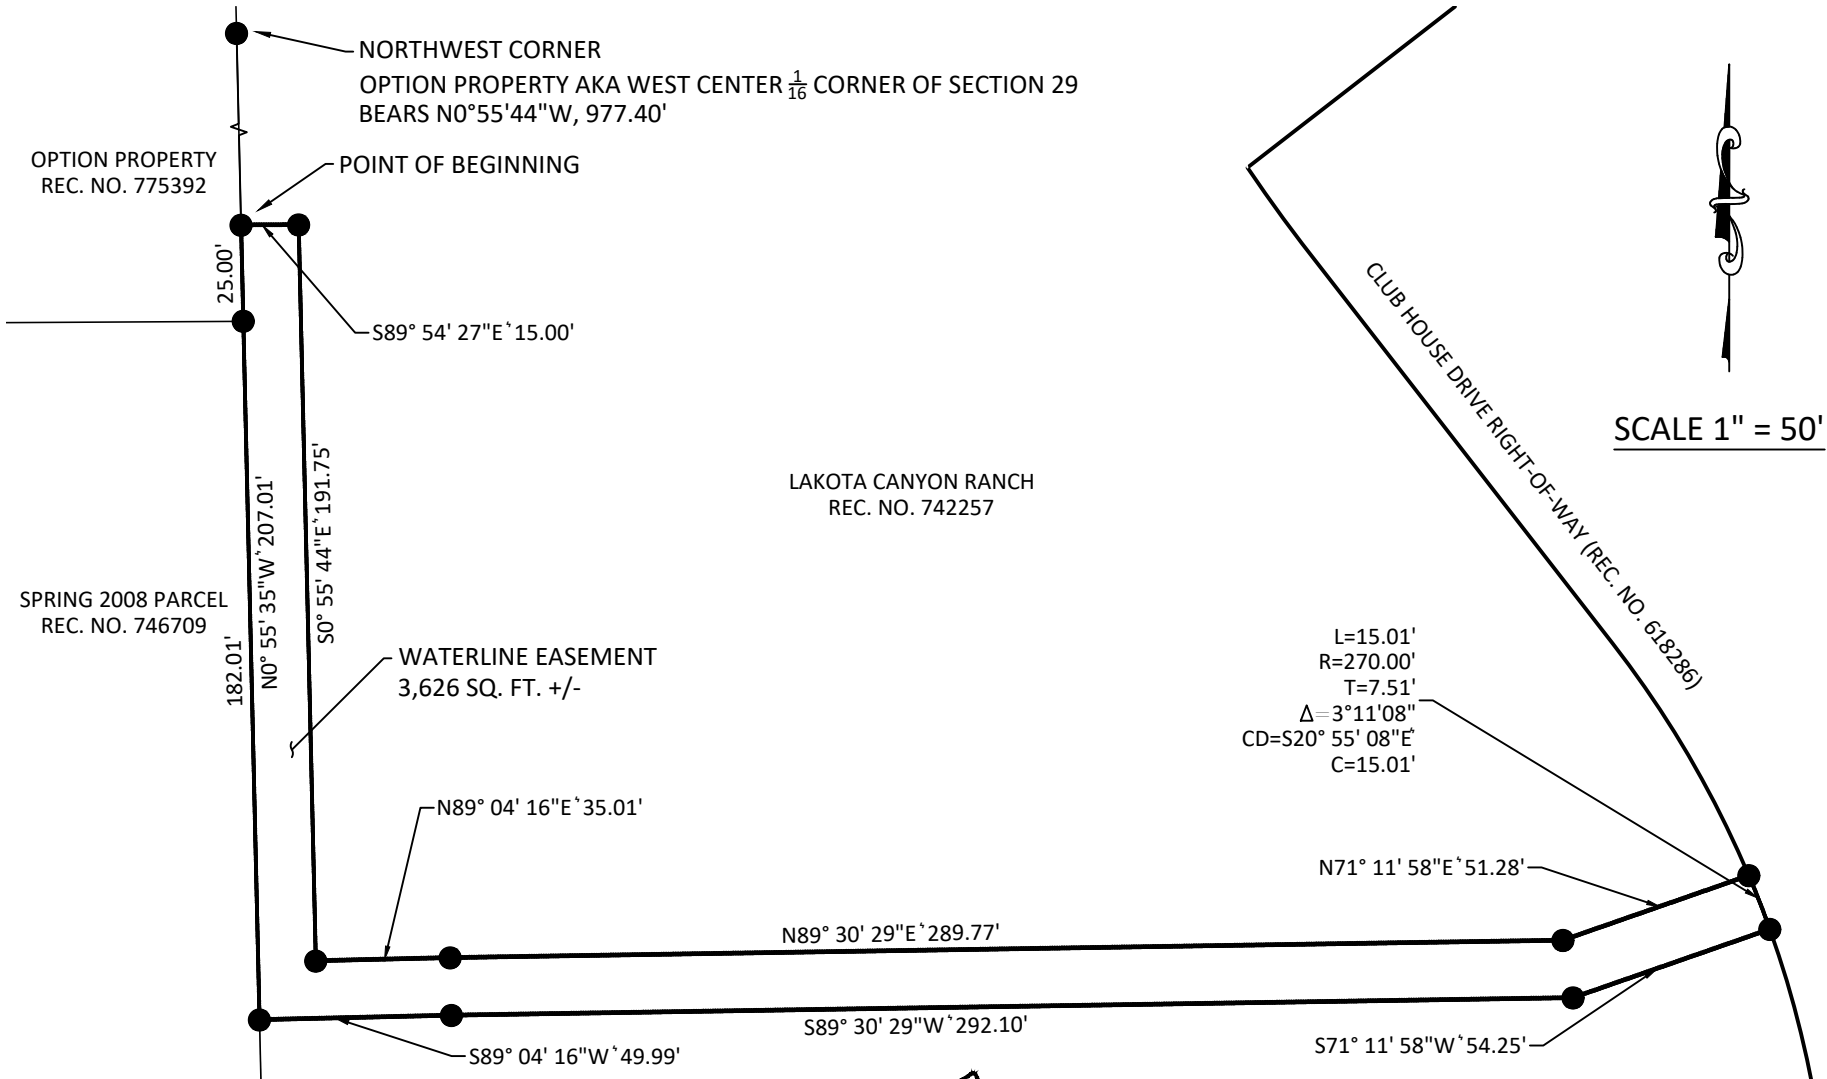 NORTHWEST CORNER
OPTION PROPERTY AKA WEST CENTER 1/16 CORNER OF SECTION 29
BEARS N0°55'44"W, 977.40'
OPTION PROPERTY
REC. NO. 775392
POINT OF BEGINNING
25.00'
S89° 54' 27"E 15.00'
CLUB HOUSE DRIVE RIGHT-OF-WAY (REC. NO. 618286)
SCALE 1" = 50'
LAKOTA CANYON RANCH
REC. NO. 742257
N0° 55' 35"W 207.01'
S0° 55' 44"E 191.75'
SPRING 2008 PARCEL
REC. NO. 746709
182.01'
WATERLINE EASEMENT
3,626 SQ. FT. +/-
L=15.01'
R=270.00'
T=7.51'
Δ=3°11'08"
CD=S20° 55' 08"E
C=15.01'
N89° 04' 16"E 35.01'
N71° 11' 58"E 51.28'
N89° 30' 29"E 289.77'
S89° 30' 29"W 292.10'
S89° 04' 16"W 49.99'
S71° 11' 58"W 54.25'